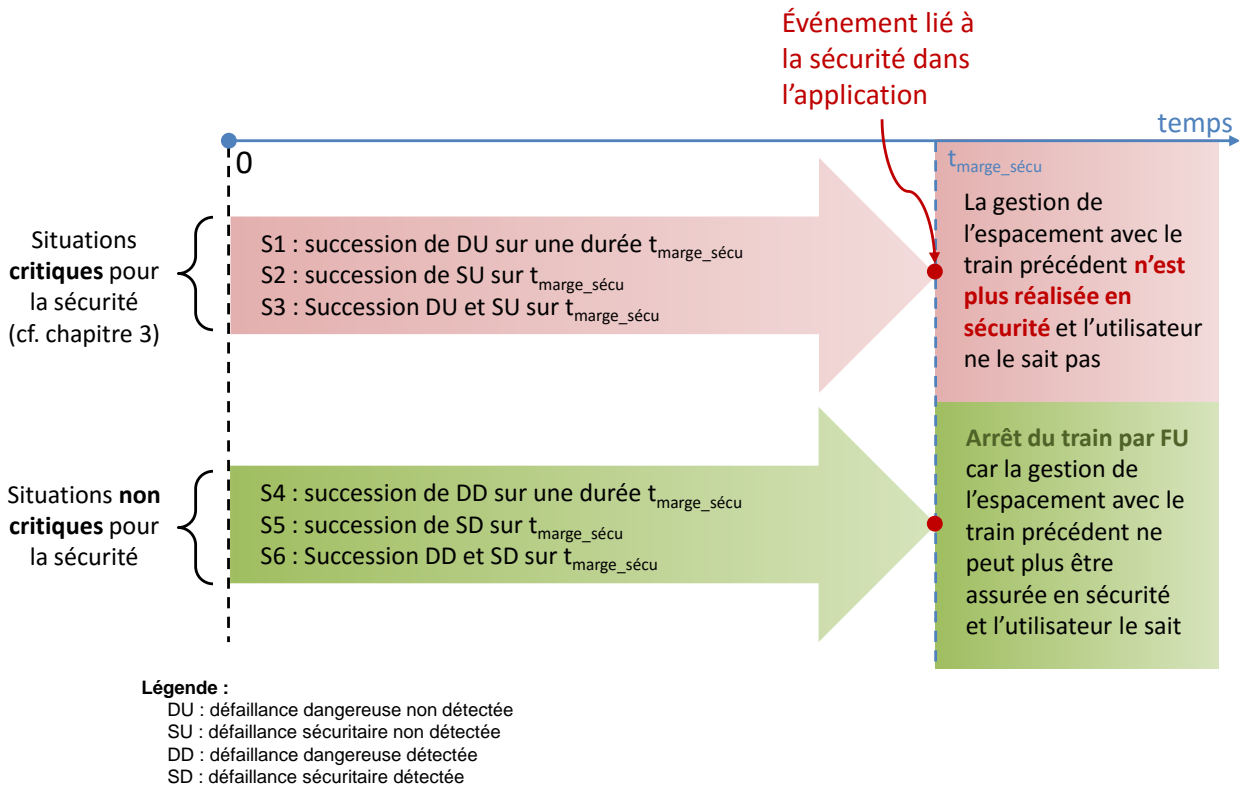 Événement lié à
la sécurité dans
l'application
temps
0
t_marge_sécu
Situations
critiques pour
la sécurité
(cf. chapitre 3)
S1 : succession de DU sur une durée t_marge_sécu
S2 : succession de SU sur t_marge_sécu
S3 : Succession DU et SU sur t_marge_sécu
La gestion de
l'espacement avec le
train précédent n'est
plus réalisée en
sécurité et l'utilisateur
ne le sait pas
Situations non
critiques pour
la sécurité
S4 : succession de DD sur une durée t_marge_sécu
S5 : succession de SD sur t_marge_sécu
S6 : Succession DD et SD sur t_marge_sécu
Arrêt du train par FU
car la gestion de
l'espacement avec le
train précédent ne
peut plus être
assurée en sécurité
et l'utilisateur le sait
Légende :
DU : défaillance dangereuse non détectée
SU : défaillance sécuritaire non détectée
DD : défaillance dangereuse détectée
SD : défaillance sécuritaire détectée